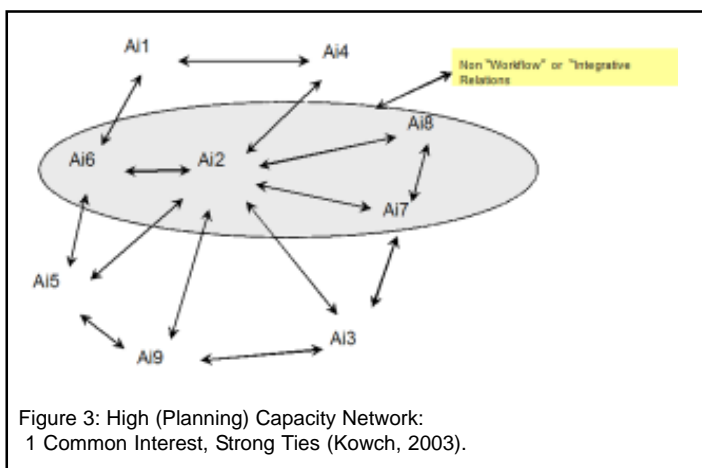 Ai1
Ai4
Non "Workflow" or "Integrative
Relations
Ai8
Ai6
Ai2
Ai7
Ai5
Ai3
Ai9
Figure 3: High (Planning) Capacity Network:
1 Common Interest, Strong Ties (Kowch, 2003).